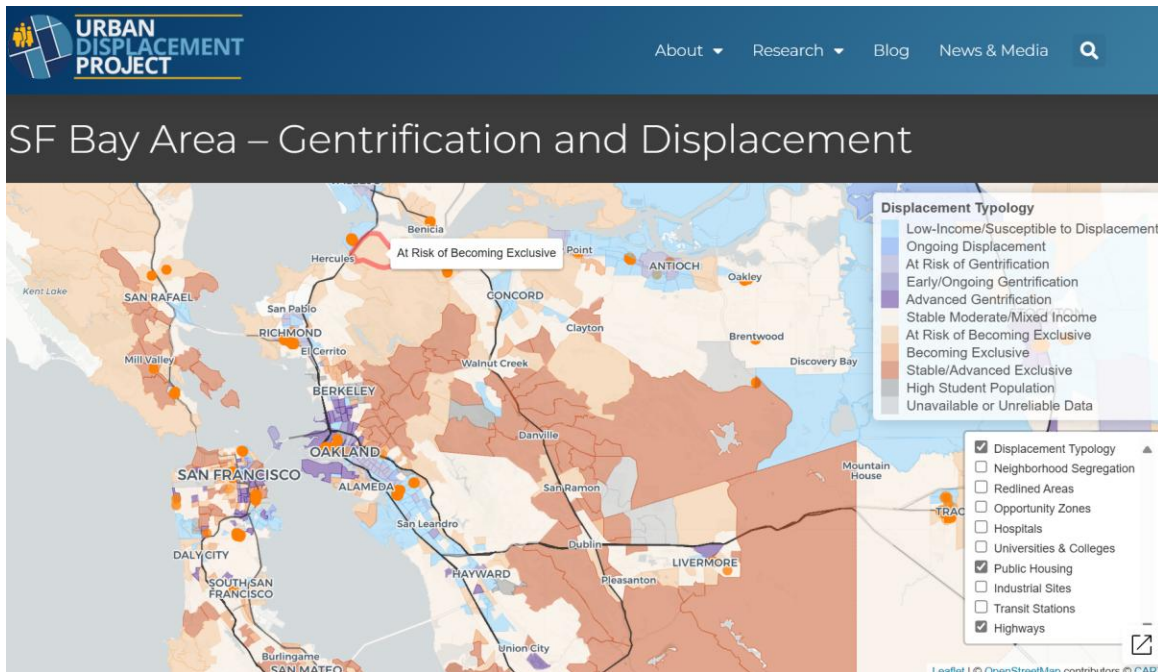 URBAN
DISPLACEMENT
PROJECT
About
Research
Blog
News & Media
SF Bay Area – Gentrification and Displacement
Benicia
Hercules
At Risk of Becoming Exclusive
Point
ANTIOCH
Oakley
Kent Lake
SAN RAFAEL
CONCORD
San Pablo
RICHMOND
Clayton
Brentwood
El Cerrito
Mill Valley
Walnut Creek
Discovery Bay
BERKELEY
Danville
OAKLAND
SAN FRANCISCO
ALAMEDA
San Ramon
Mountain
House
San Leandro
DALY CITY
Dublin
LIVERMORE
HAYWARD
Pleasanton
SOUTH SAN
FRANCISCO
Union City
Burlingame
SAN MATEO
Displacement Typology
Low-Income/Susceptible to Displacement
Ongoing Displacement
At Risk of Gentrification
Early/Ongoing Gentrification
Advanced Gentrification
Stable Moderate/Mixed Income
At Risk of Becoming Exclusive
Becoming Exclusive
Stable/Advanced Exclusive
High Student Population
Unavailable or Unreliable Data
Displacement Typology
Neighborhood Segregation
Redlined Areas
Opportunity Zones
Hospitals
Universities & Colleges
Public Housing
Industrial Sites
Transit Stations
Highways
TRAC
Leaflet | © OpenStreetMap contributors © CAR